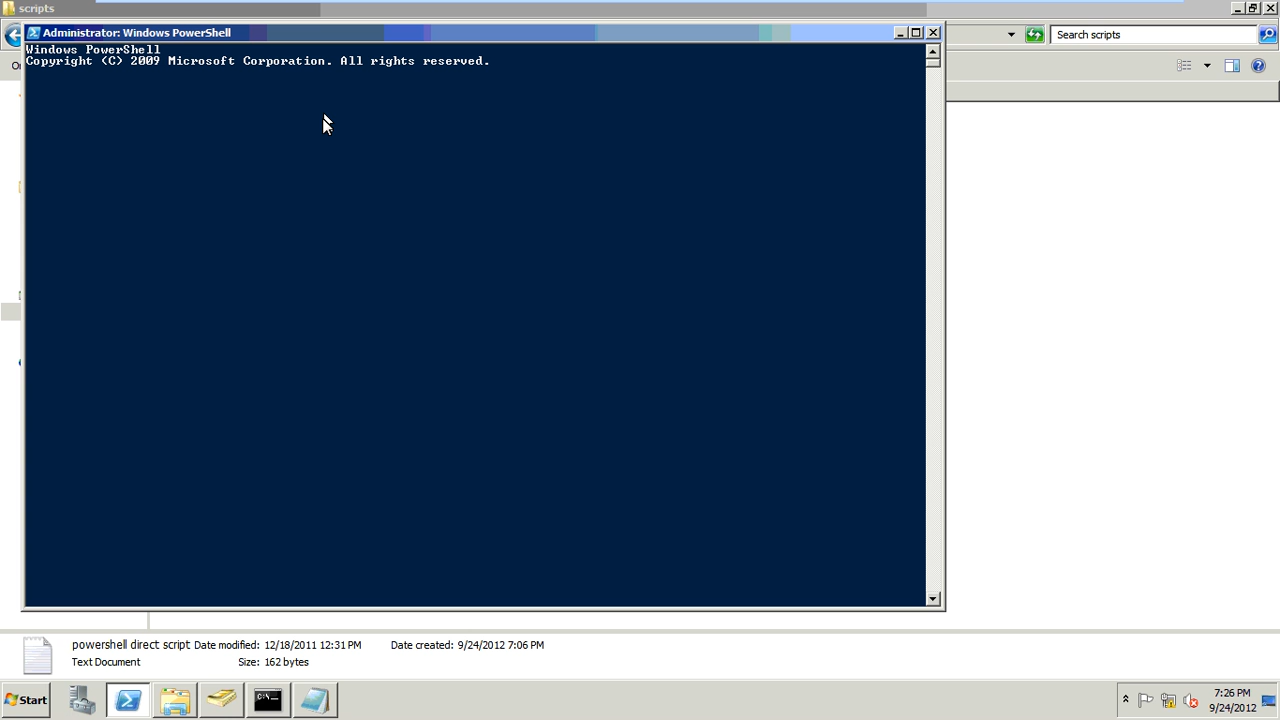 scripts
Administrator: Windows PowerShell
Search scripts
Windows PowerShell
Copyright (C) 2009 Microsoft Corporation. All rights reserved.
powershell direct script Date modified: 12/18/2011 12:31 PM Date created: 9/24/2012 7:06 PM
Text Document Size: 162 bytes
Start
7:26 PM
9/24/2012